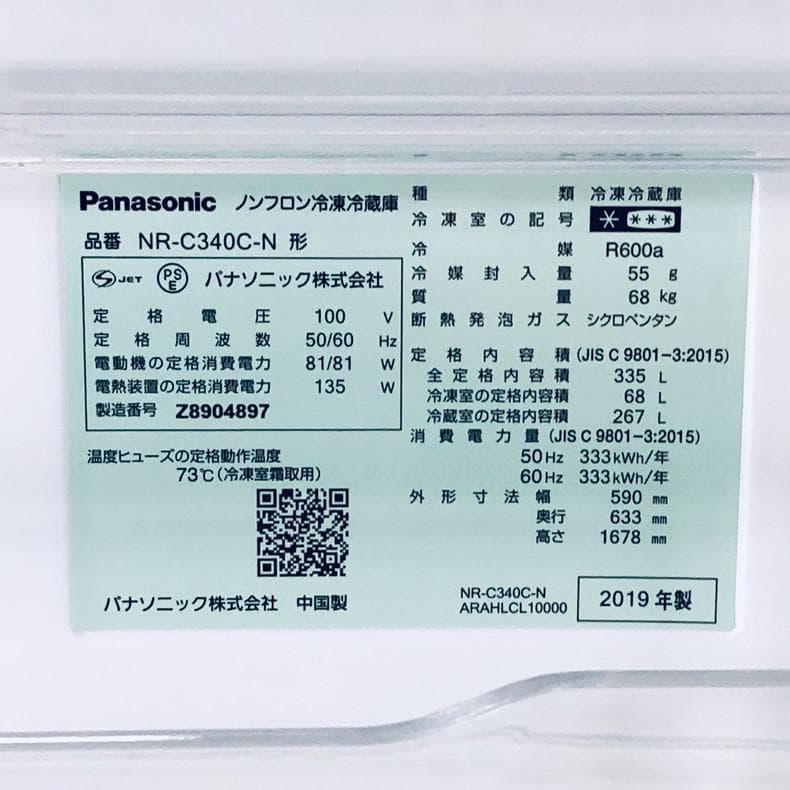 Panasonic ノンフロン冷凍冷蔵庫
品番 NR-C340C-N 形
S JET PSE パナソニック株式会社
定格電圧 100 V
定格周波数 50/60 Hz
電動機の定格消費電力 81/81 W
電熱装置の定格消費電力 135 W
製造番号 Z8904897
温度ヒューズの定格動作温度
73℃(冷凍室霜取用)
パナソニック株式会社 中国製
種類 冷凍冷蔵庫
冷凍室の記号 * ***
冷媒 R600a
冷媒封入量 55 g
質量 68 kg
断熱発泡ガス シクロペンタン
定格内容積 (JIS C 9801-3:2015)
全定格内容積 335 L
冷凍室の定格内容積 68 L
冷蔵室の定格内容積 267 L
消費電力量 (JIS C 9801-3:2015)
50 Hz 333 kWh/年
60 Hz 333 kWh/年
外形寸法 幅 590 mm
奥行 633 mm
高さ 1678 mm
NR-C340C-N
ARAHLCL10000
2019 年製